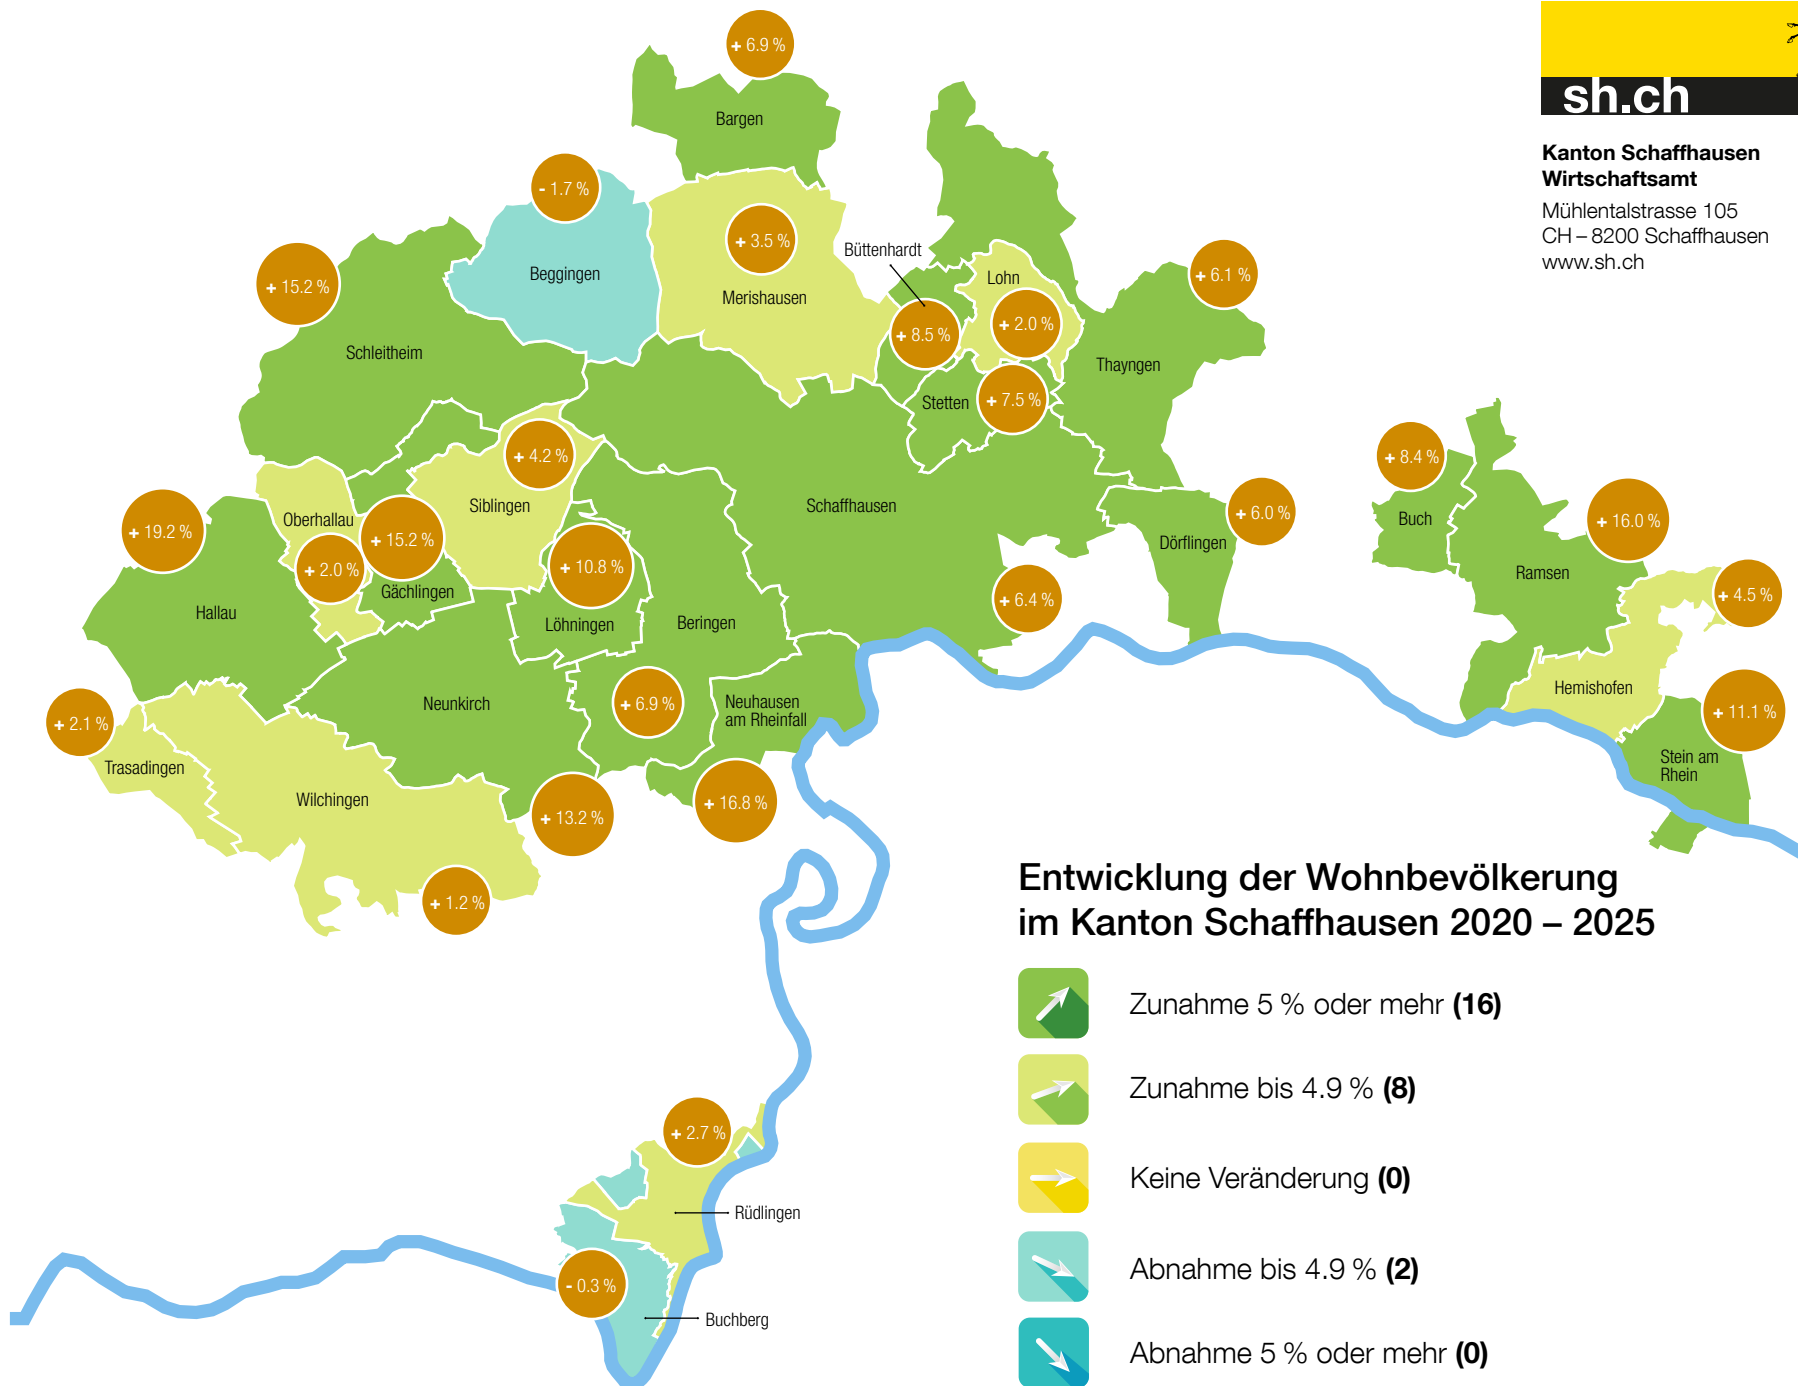 sh.ch
Kanton Schaffhausen
Wirtschaftsamt
Mühlentalstrasse 105
CH – 8200 Schaffhausen
www.sh.ch
+ 6.9 %
Bargen
- 1.7 %
Beggingen
+ 3.5 %
Merishausen
Büttenhardt
+ 8.5 %
Lohn
+ 2.0 %
+ 6.1 %
Thayngen
+ 15.2 %
Schleitheim
Stetten
+ 7.5 %
+ 4.2 %
Siblingen
Schaffhausen
+ 6.4 %
+ 6.0 %
Dörflingen
+ 8.4 %
Buch
+ 16.0 %
Ramsen
+ 4.5 %
Hemishofen
+ 11.1 %
Stein am
Rhein
+ 19.2 %
Hallau
Oberhallau
+ 2.0 %
+ 15.2 %
Gächlingen
+ 10.8 %
Löhningen
Beringen
+ 6.9 %
Neunkirch
+ 13.2 %
Neuhausen
am Rheinfall
+ 16.8 %
+ 2.1 %
Trasadingen
Wilchingen
+ 1.2 %
+ 2.7 %
Rüdlingen
- 0.3 %
Buchberg
Entwicklung der Wohnbevölkerung
im Kanton Schaffhausen 2020 – 2025
Zunahme 5 % oder mehr (16)
Zunahme bis 4.9 % (8)
Keine Veränderung (0)
Abnahme bis 4.9 % (2)
Abnahme 5 % oder mehr (0)